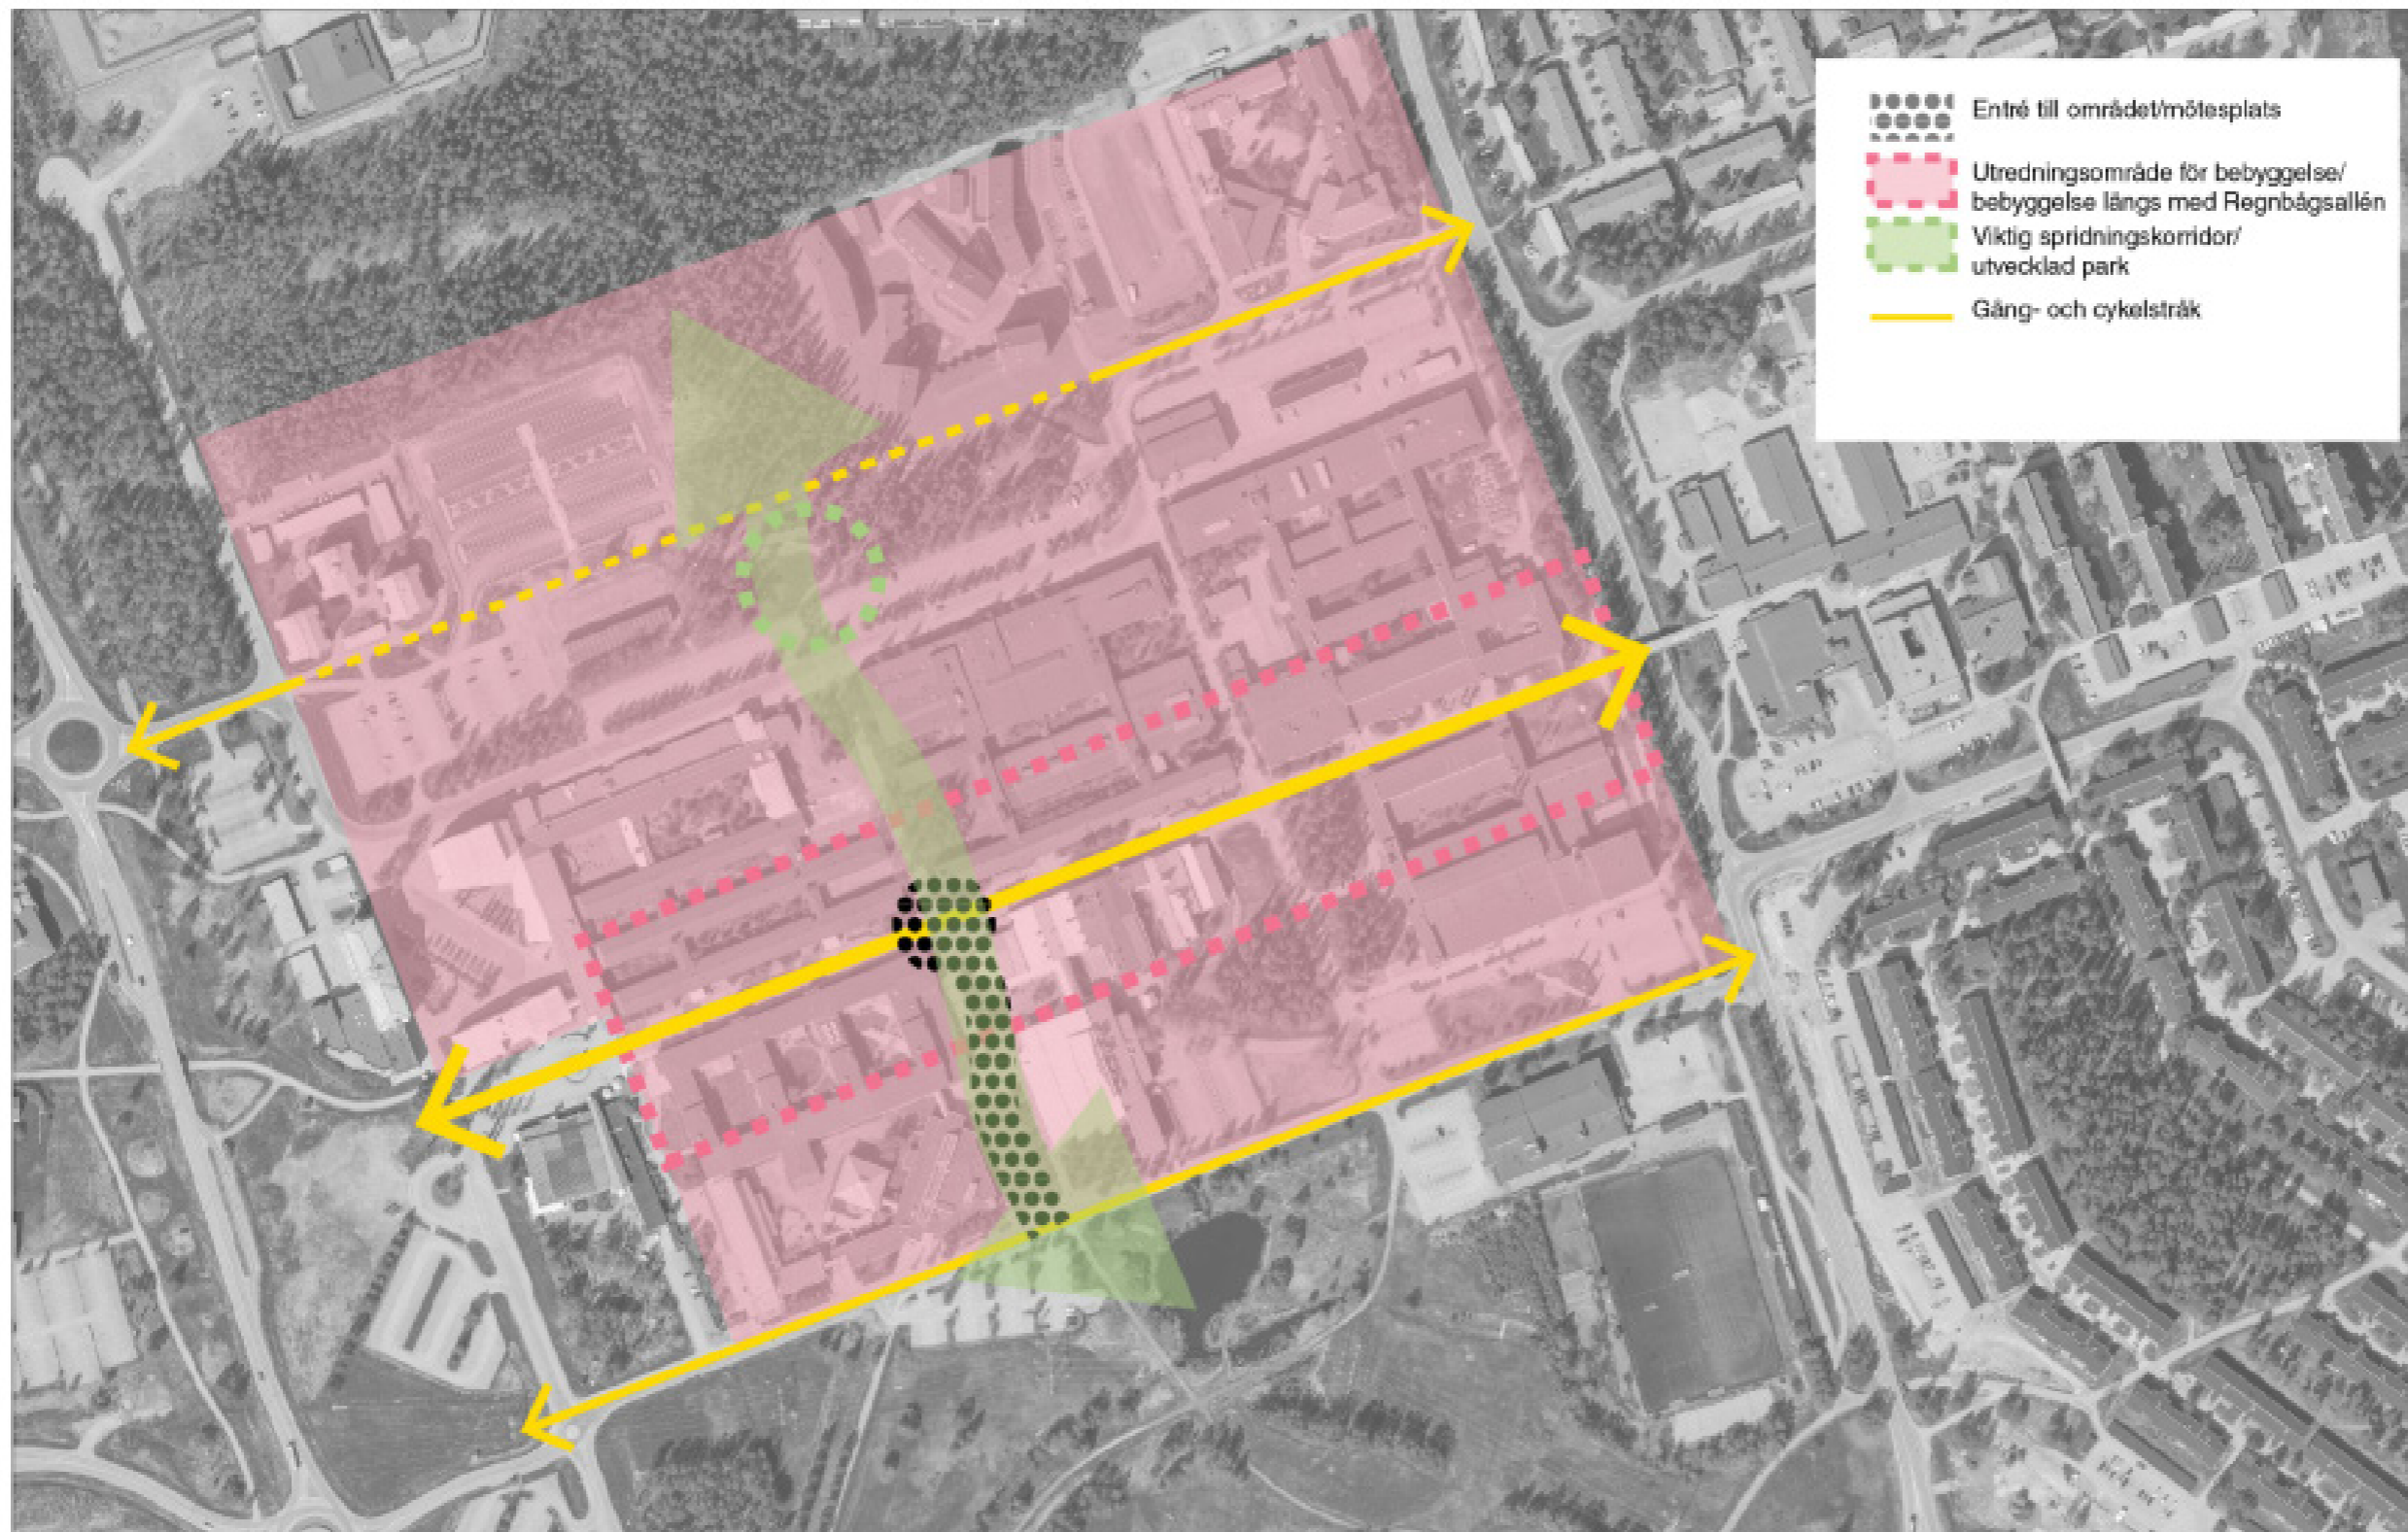 Entré till området/mötesplats
Utredningsområde för bebyggelse/
bebyggelse längs med Regnbågsallén
Viktig spridningskorridor/
utvecklad park
Gång- och cykelstråk